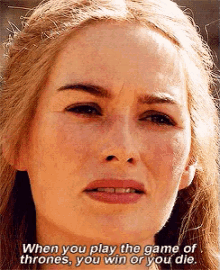 When you play the game of
thrones, you win or you die.